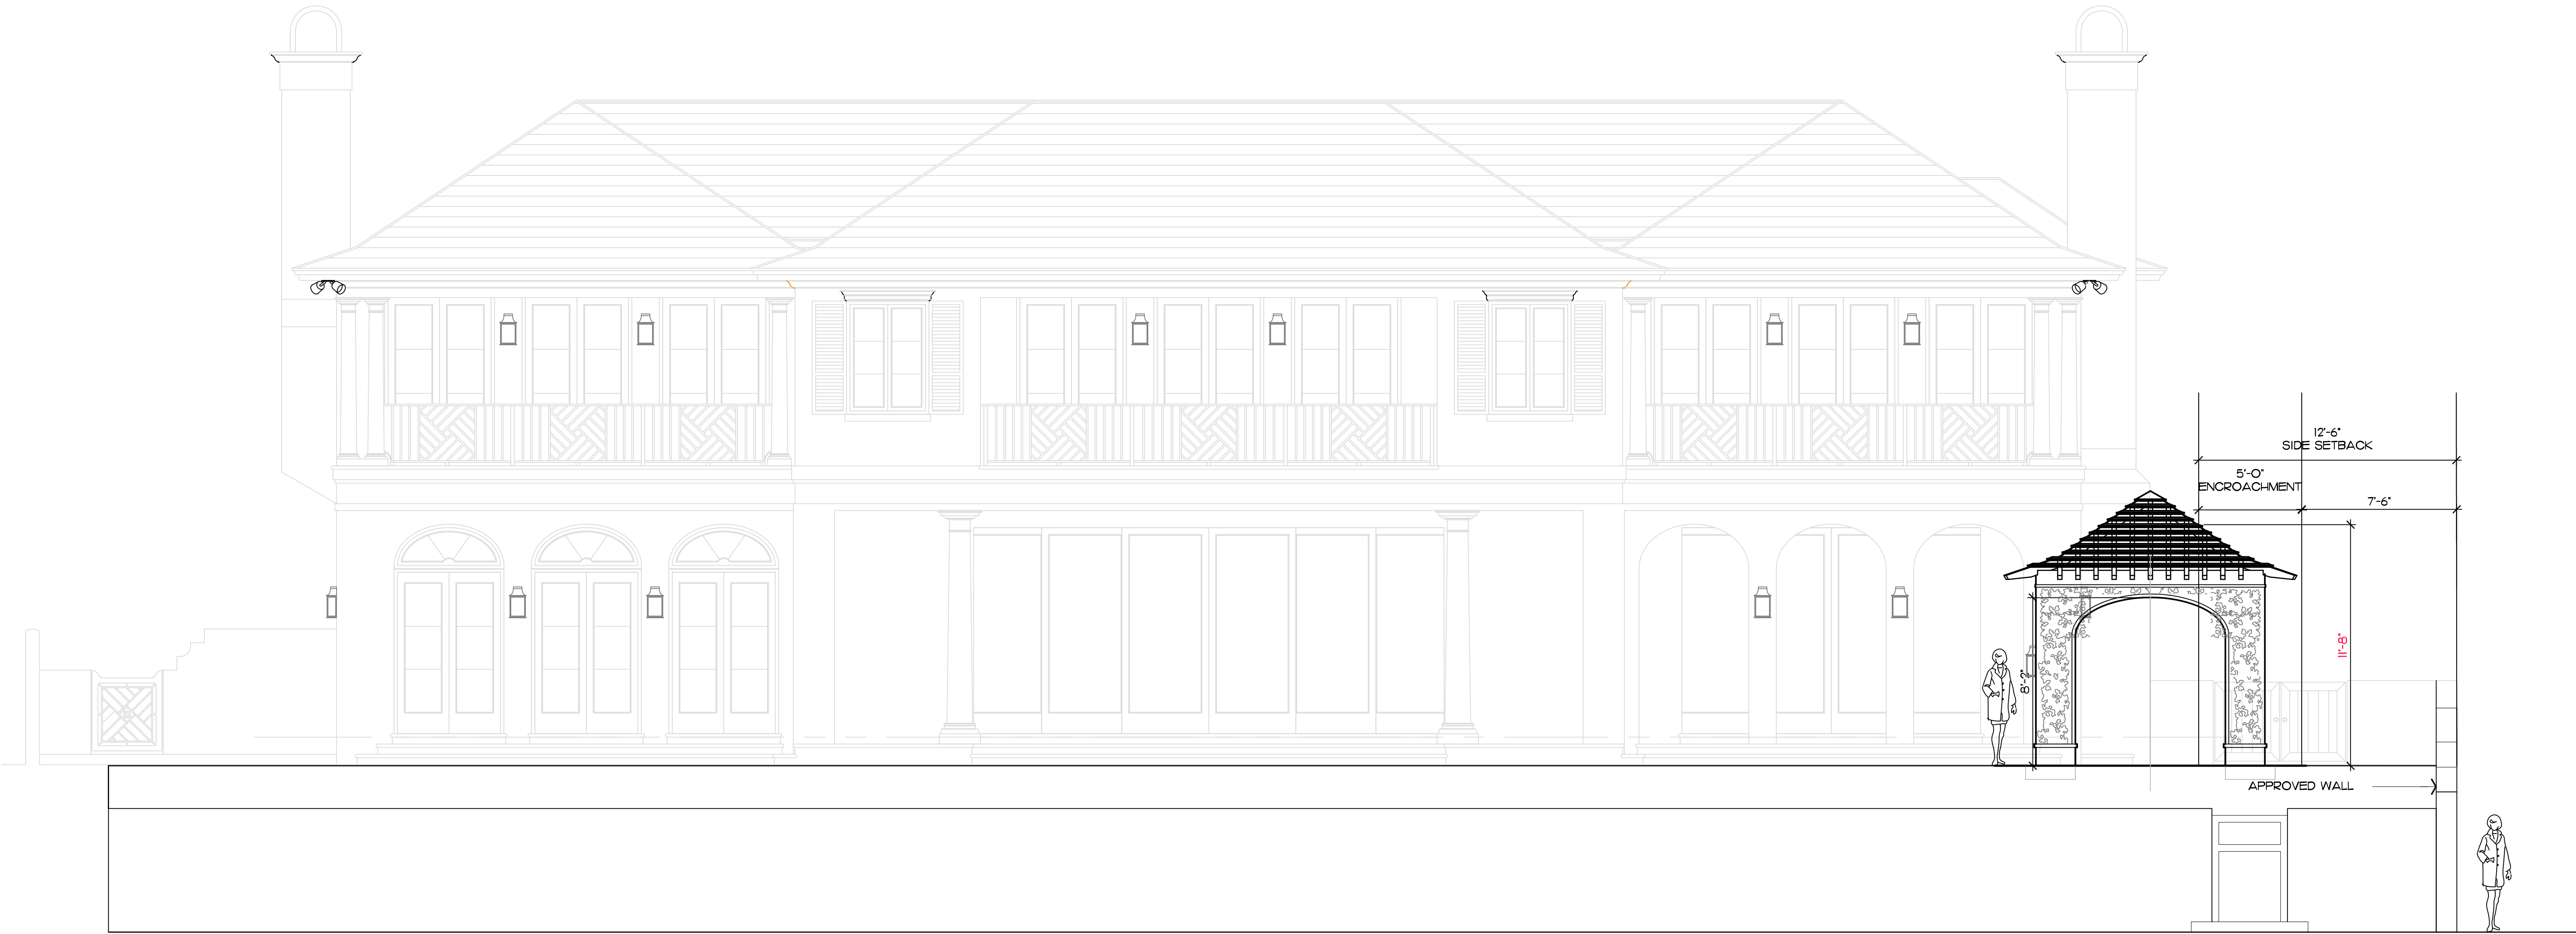 12'-6"
SIDE SETBACK
5'-0"
ENCROACHMENT
7'-6"
11'-8"
8'-2"
APPROVED WALL